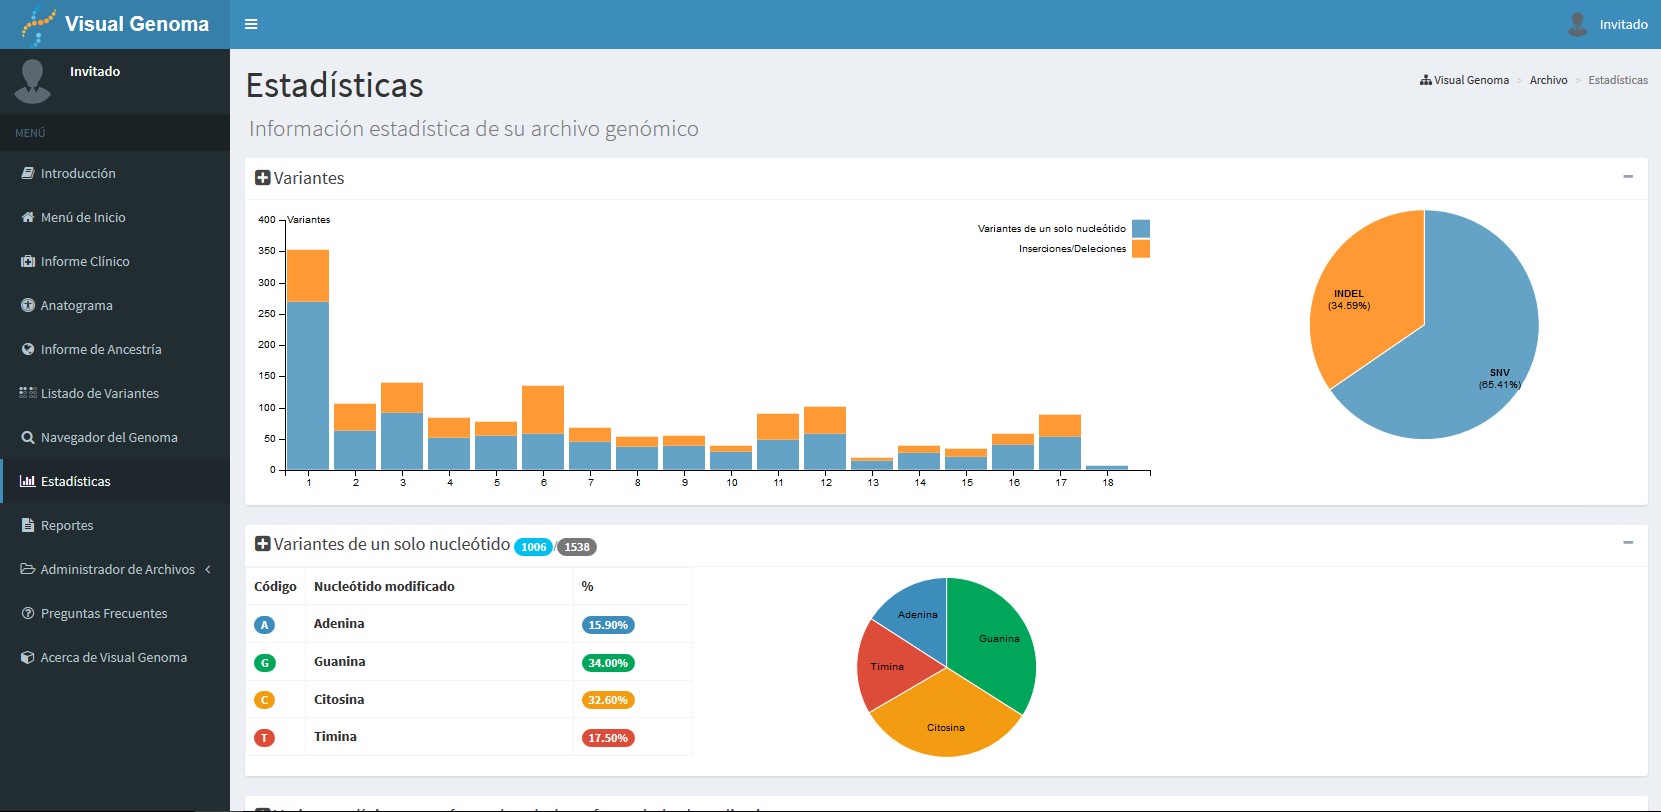 Visual Genoma
Invitado
Invitado
MENÚ
Introducción
Menú de Inicio
Informe Clínico
Anatograma
Informe de Ancestría
Listado de Variantes
Navegador del Genoma
Estadísticas
Reportes
Administrador de Archivos
Preguntas Frecuentes
Acerca de Visual Genoma
Estadísticas
Visual Genoma > Archivo > Estadísticas
Información estadística de su archivo genómico
Variantes
Variantes
400
350
300
250
200
150
100
50
0
1 2 3 4 5 6 7 8 9 10 11 12 13 14 15 16 17 18
Variantes de un solo nucleótido
Inserciones/Deleciones
INDEL
(34.59%)
SNV
(65.41%)
Variantes de un solo nucleótido 1006/1538
Código Nucleótido modificado %
A Adenina 15.90%
G Guanina 34.00%
C Citosina 32.60%
T Timina 17.50%
Adenina
Guanina
Timina
Citosina